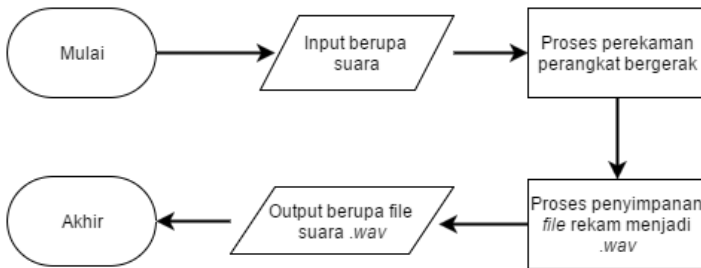 Mulai
Input berupa
suara
Proses perekaman
perangkat bergerak
Proses penyimpanan
file rekam menjadi
.wav
Output berupa file
suara .wav
Akhir